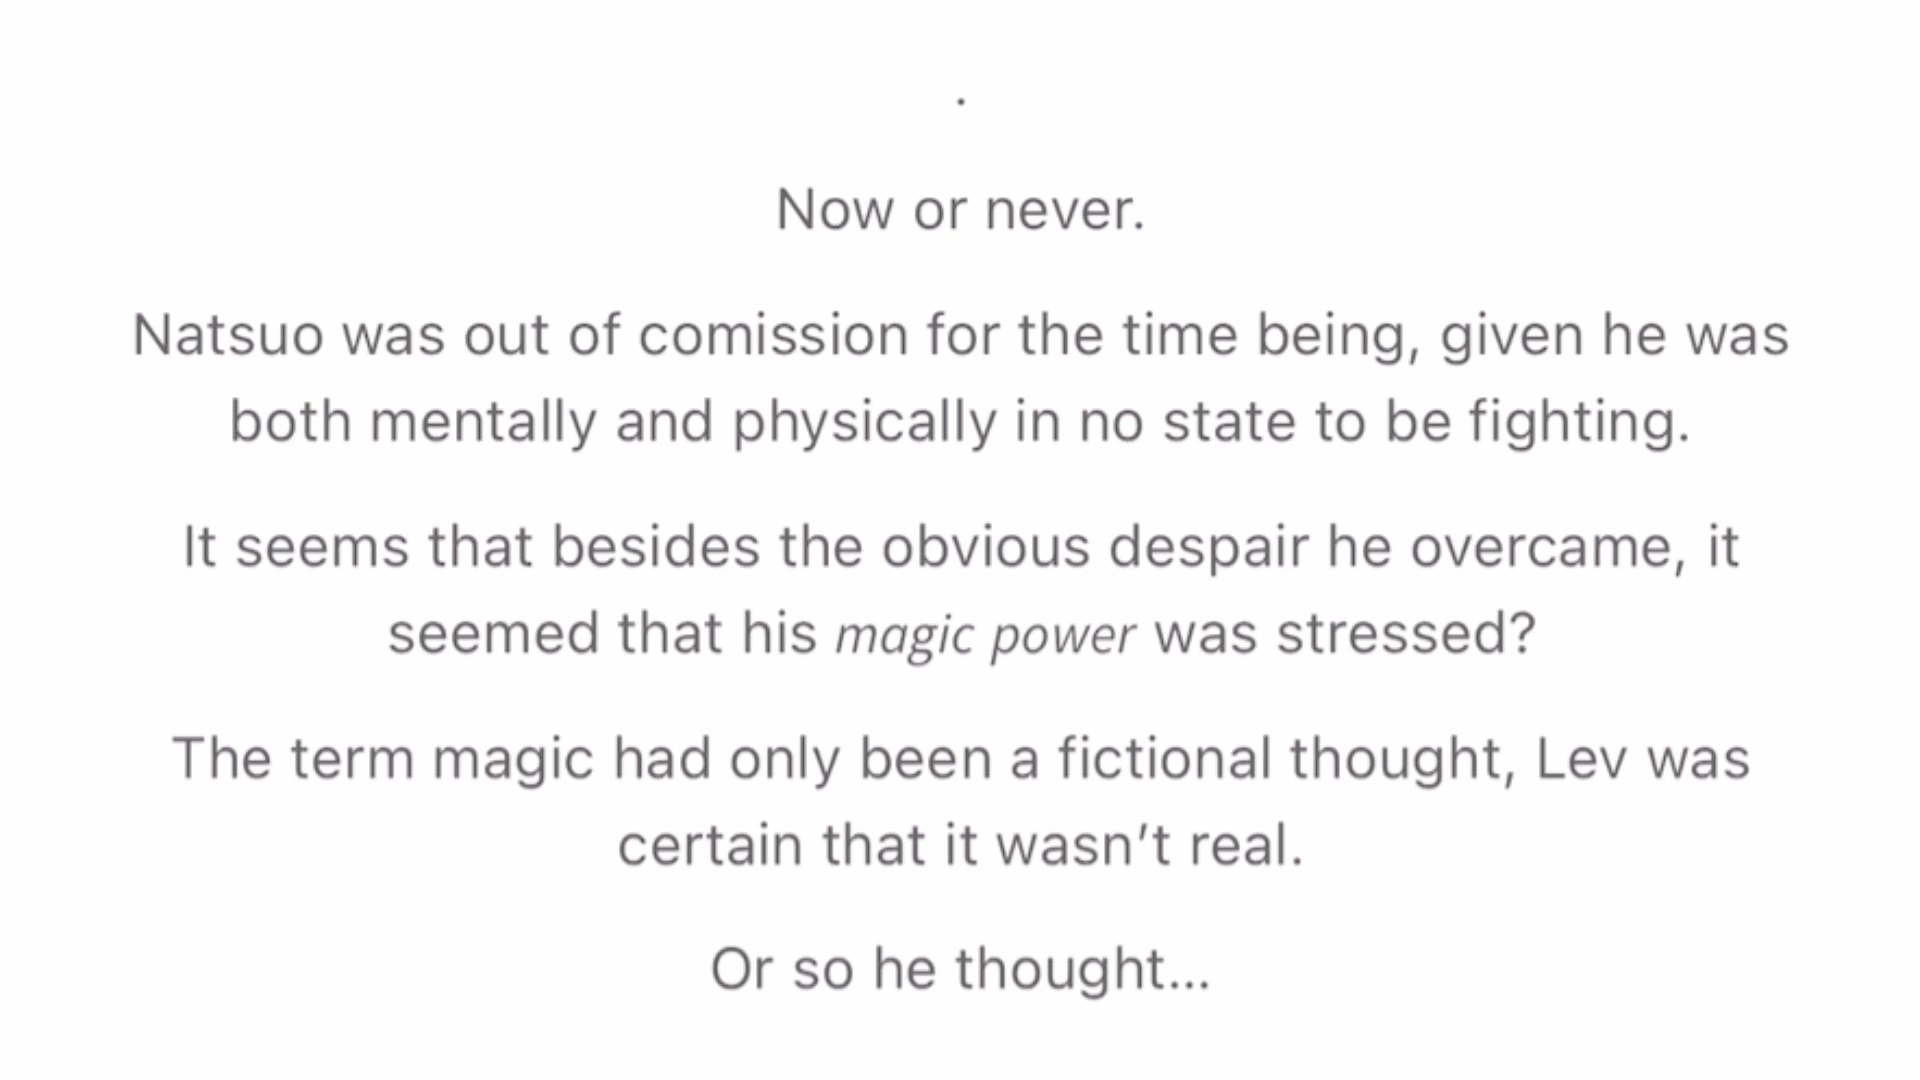 .
Now or never.
Natsuo was out of comission for the time being, given he was
both mentally and physically in no state to be fighting.
It seems that besides the obvious despair he overcame, it
seemed that his magic power was stressed?
The term magic had only been a fictional thought, Lev was
certain that it wasn’t real.
Or so he thought...